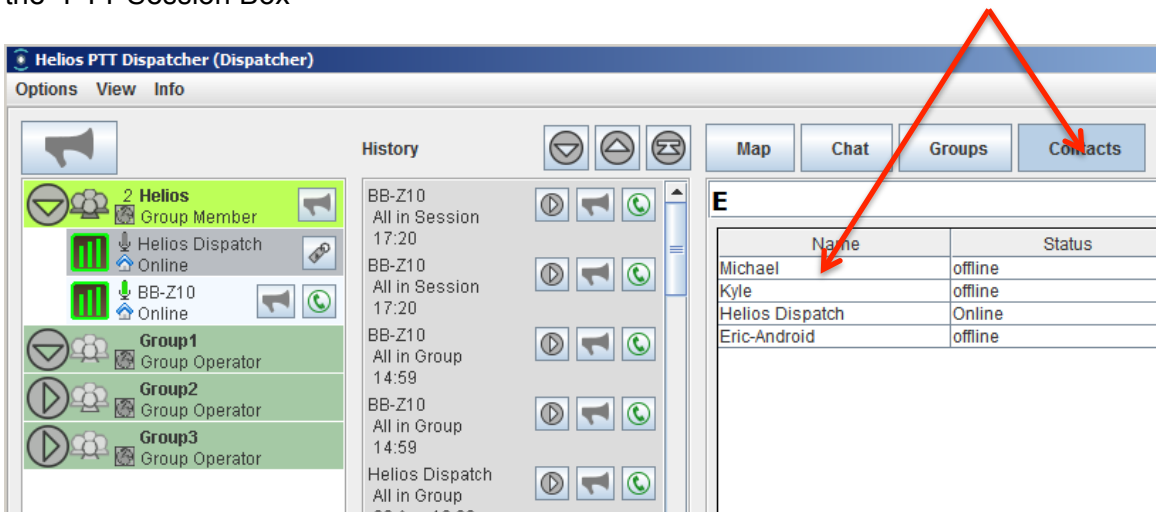 Helios PTT Dispatcher (Dispatcher)
Options View Info
History
Map Chat Groups Contacts
2 Helios
Group Member
Helios Dispatch
Online
BB-Z10
Online
Group1
Group Operator
Group2
Group Operator
Group3
Group Operator
BB-Z10
All in Session
17:20
BB-Z10
All in Session
17:20
BB-Z10
All in Group
14:59
BB-Z10
All in Group
14:59
Helios Dispatch
All in Group
E
Name Status
Michael offline
Kyle offline
Helios Dispatch Online
Eric-Android offline